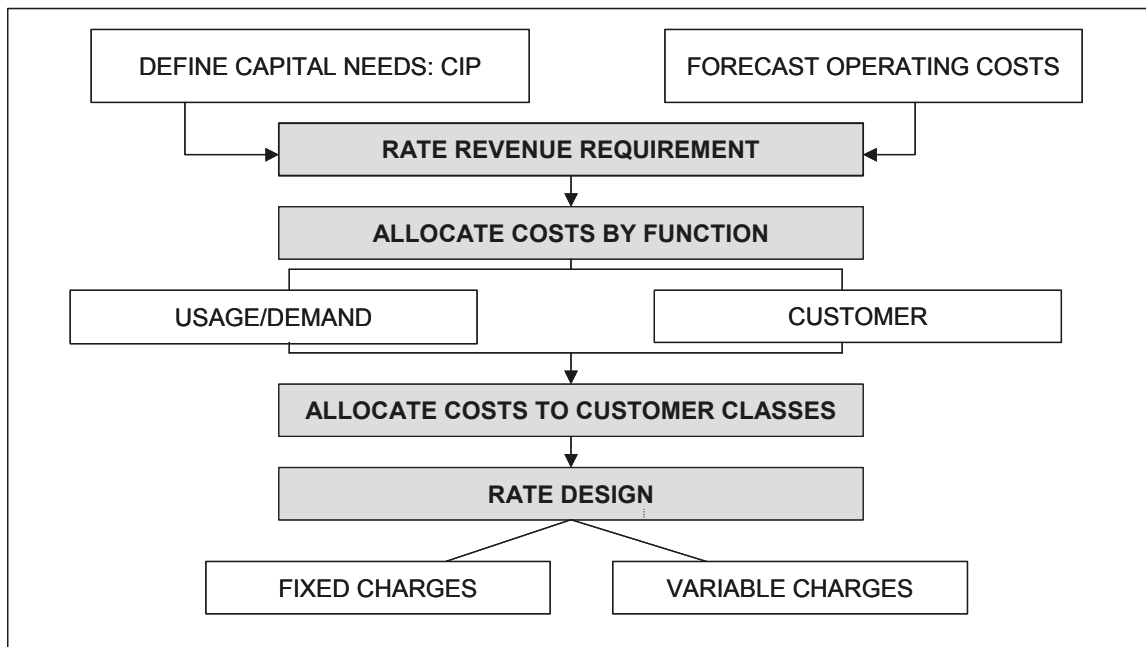 DEFINE CAPITAL NEEDS: CIP
FORECAST OPERATING COSTS
RATE REVENUE REQUIREMENT
ALLOCATE COSTS BY FUNCTION
USAGE/DEMAND
CUSTOMER
ALLOCATE COSTS TO CUSTOMER CLASSES
RATE DESIGN
FIXED CHARGES
VARIABLE CHARGES